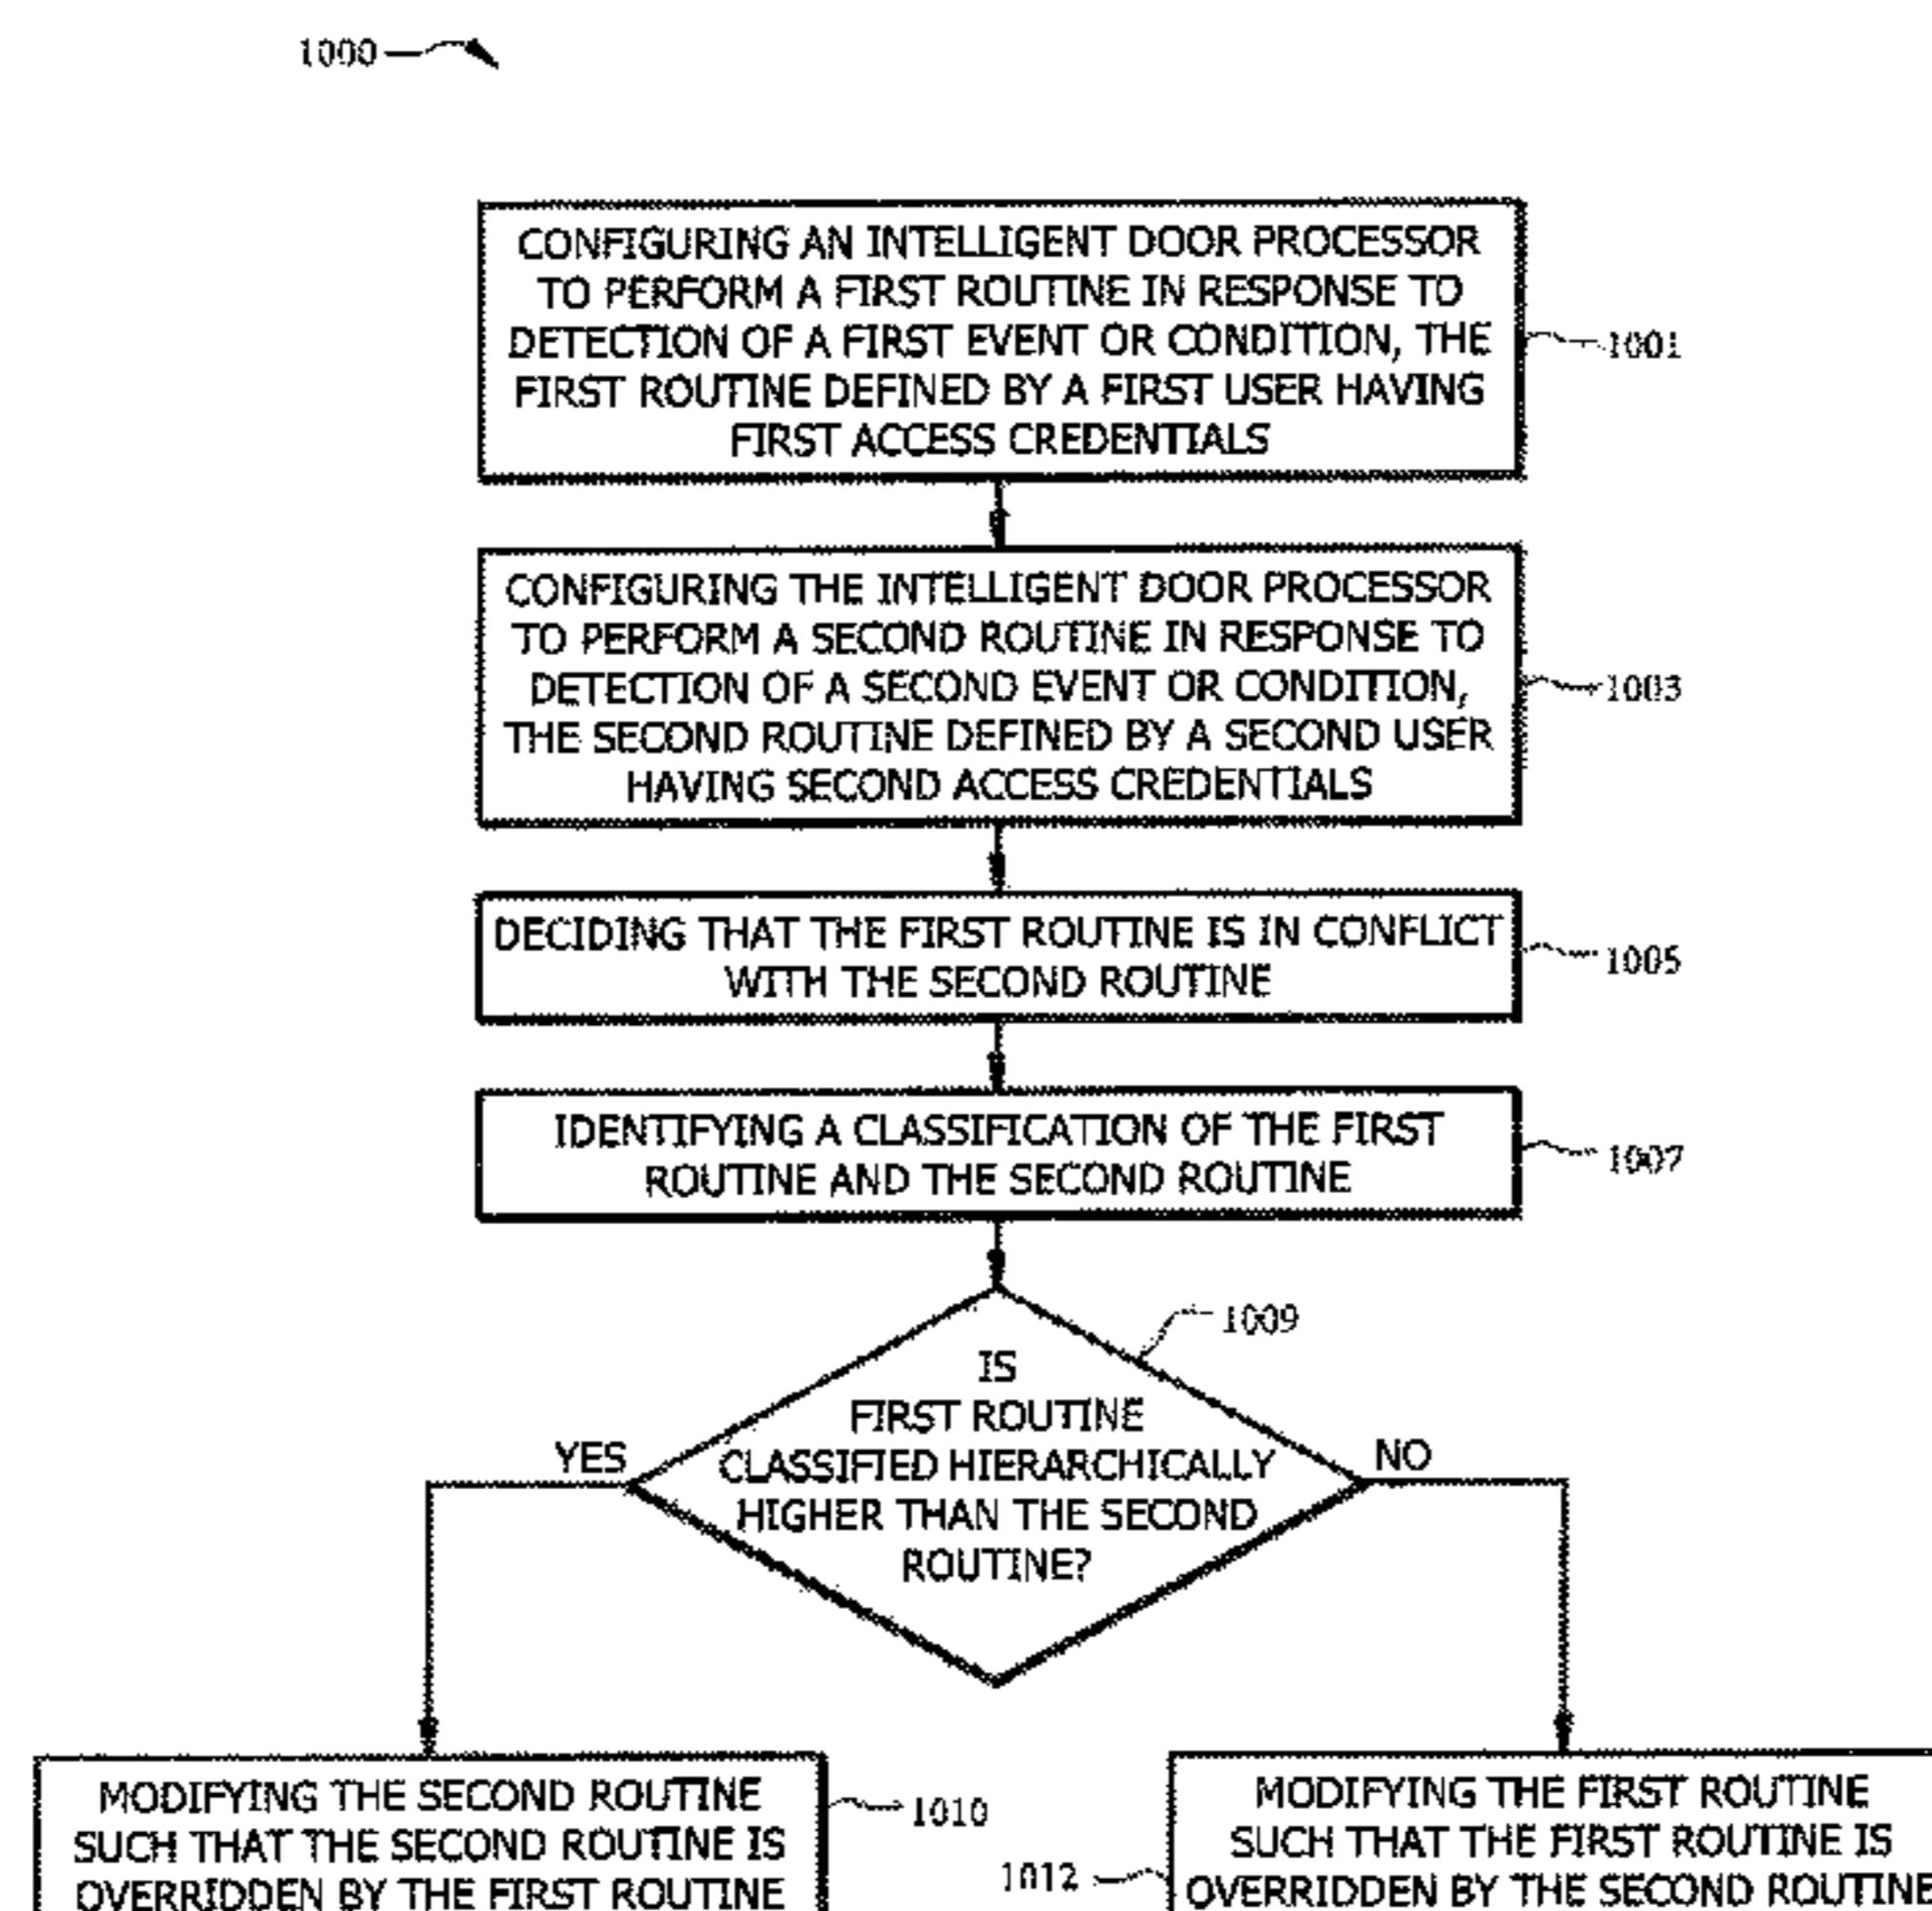 1000
CONFIGURING AN INTELLIGENT DOOR PROCESSOR
TO PERFORM A FIRST ROUTINE IN RESPONSE TO
DETECTION OF A FIRST EVENT OR CONDITION, THE
FIRST ROUTINE DEFINED BY A FIRST USER HAVING
FIRST ACCESS CREDENTIALS
1001
CONFIGURING THE INTELLIGENT DOOR PROCESSOR
TO PERFORM A SECOND ROUTINE IN RESPONSE TO
DETECTION OF A SECOND EVENT OR CONDITION,
THE SECOND ROUTINE DEFINED BY A SECOND USER
HAVING SECOND ACCESS CREDENTIALS
1003
DECIDING THAT THE FIRST ROUTINE IS IN CONFLICT
WITH THE SECOND ROUTINE
1005
IDENTIFYING A CLASSIFICATION OF THE FIRST
ROUTINE AND THE SECOND ROUTINE
1007
1009
IS
FIRST ROUTINE
CLASSIFIED HIERARCHICALLY
HIGHER THAN THE SECOND
ROUTINE?
YES
NO
MODIFYING THE SECOND ROUTINE
SUCH THAT THE SECOND ROUTINE IS
OVERRIDDEN BY THE FIRST ROUTINE
1010
1012
MODIFYING THE FIRST ROUTINE
SUCH THAT THE FIRST ROUTINE IS
OVERRIDDEN BY THE SECOND ROUTINE